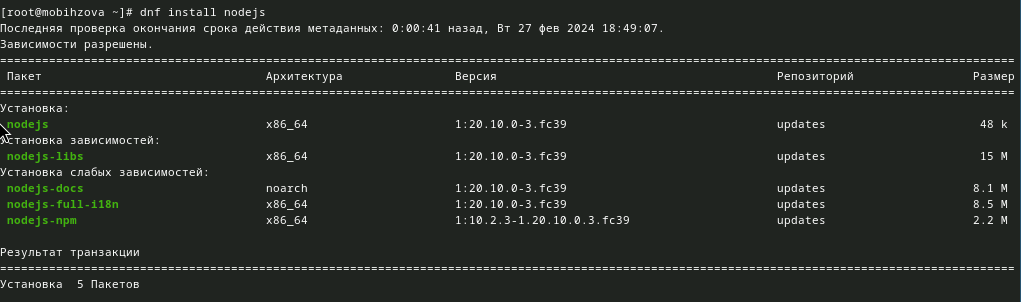 [root@mobihzova ~]# dnf install nodejs
Последняя проверка окончания срока действия метаданных: 0:00:41 назад, Вт 27 фев 2024 18:49:07.
Зависимости разрешены.
================================================================================
Пакет Архитектура Версия Репозиторий Размер
================================================================================
Установка:
nodejs x86_64 1:20.10.0-3.fc39 updates 48 k
Установка зависимостей:
nodejs-libs x86_64 1:20.10.0-3.fc39 updates 15 M
Установка слабых зависимостей:
nodejs-docs noarch 1:20.10.0-3.fc39 updates 8.1 M
nodejs-full-i18n x86_64 1:20.10.0-3.fc39 updates 8.5 M
nodejs-npm x86_64 1:10.2.3-1.20.10.0.3.fc39 updates 2.2 M
Результат транзакции
================================================================================
Установка 5 Пакетов